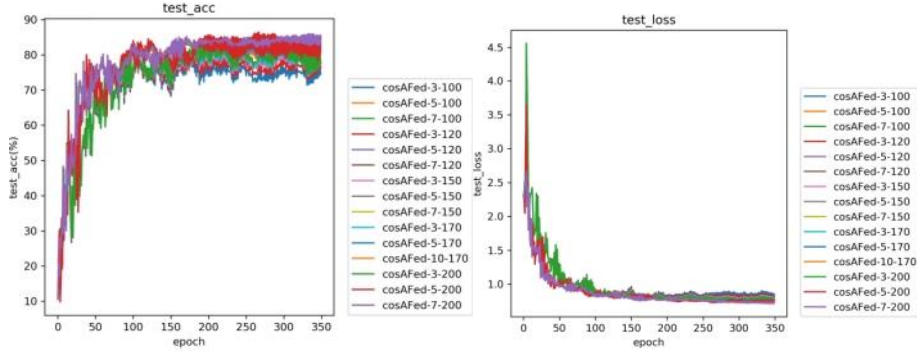 test_acc
90
80
70
60
50
40
30
20
10
test_acc(%)
0 50 100 150 200 250 300 350
epoch
cosAFed-3-100
cosAFed-5-100
cosAFed-7-100
cosAFed-3-120
cosAFed-5-120
cosAFed-7-120
cosAFed-3-150
cosAFed-5-150
cosAFed-7-150
cosAFed-3-170
cosAFed-5-170
cosAFed-10-170
cosAFed-3-200
cosAFed-5-200
cosAFed-7-200
test_loss
4.5
4.0
3.5
3.0
2.5
2.0
1.5
1.0
test_loss
0 50 100 150 200 250 300 350
epoch
cosAFed-3-100
cosAFed-5-100
cosAFed-7-100
cosAFed-3-120
cosAFed-5-120
cosAFed-7-120
cosAFed-3-150
cosAFed-5-150
cosAFed-7-150
cosAFed-3-170
cosAFed-5-170
cosAFed-10-170
cosAFed-3-200
cosAFed-5-200
cosAFed-7-200